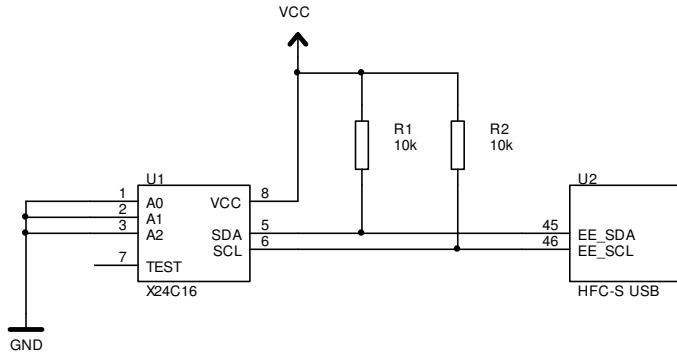 VCC
R1
10k
R2
10k
U1
1
A0
VCC
8
2
A1
3
A2
SDA
5
SCL
6
7
TEST
X24C16
U2
45
EE_SDA
46
EE_SCL
HFC-S USB
GND